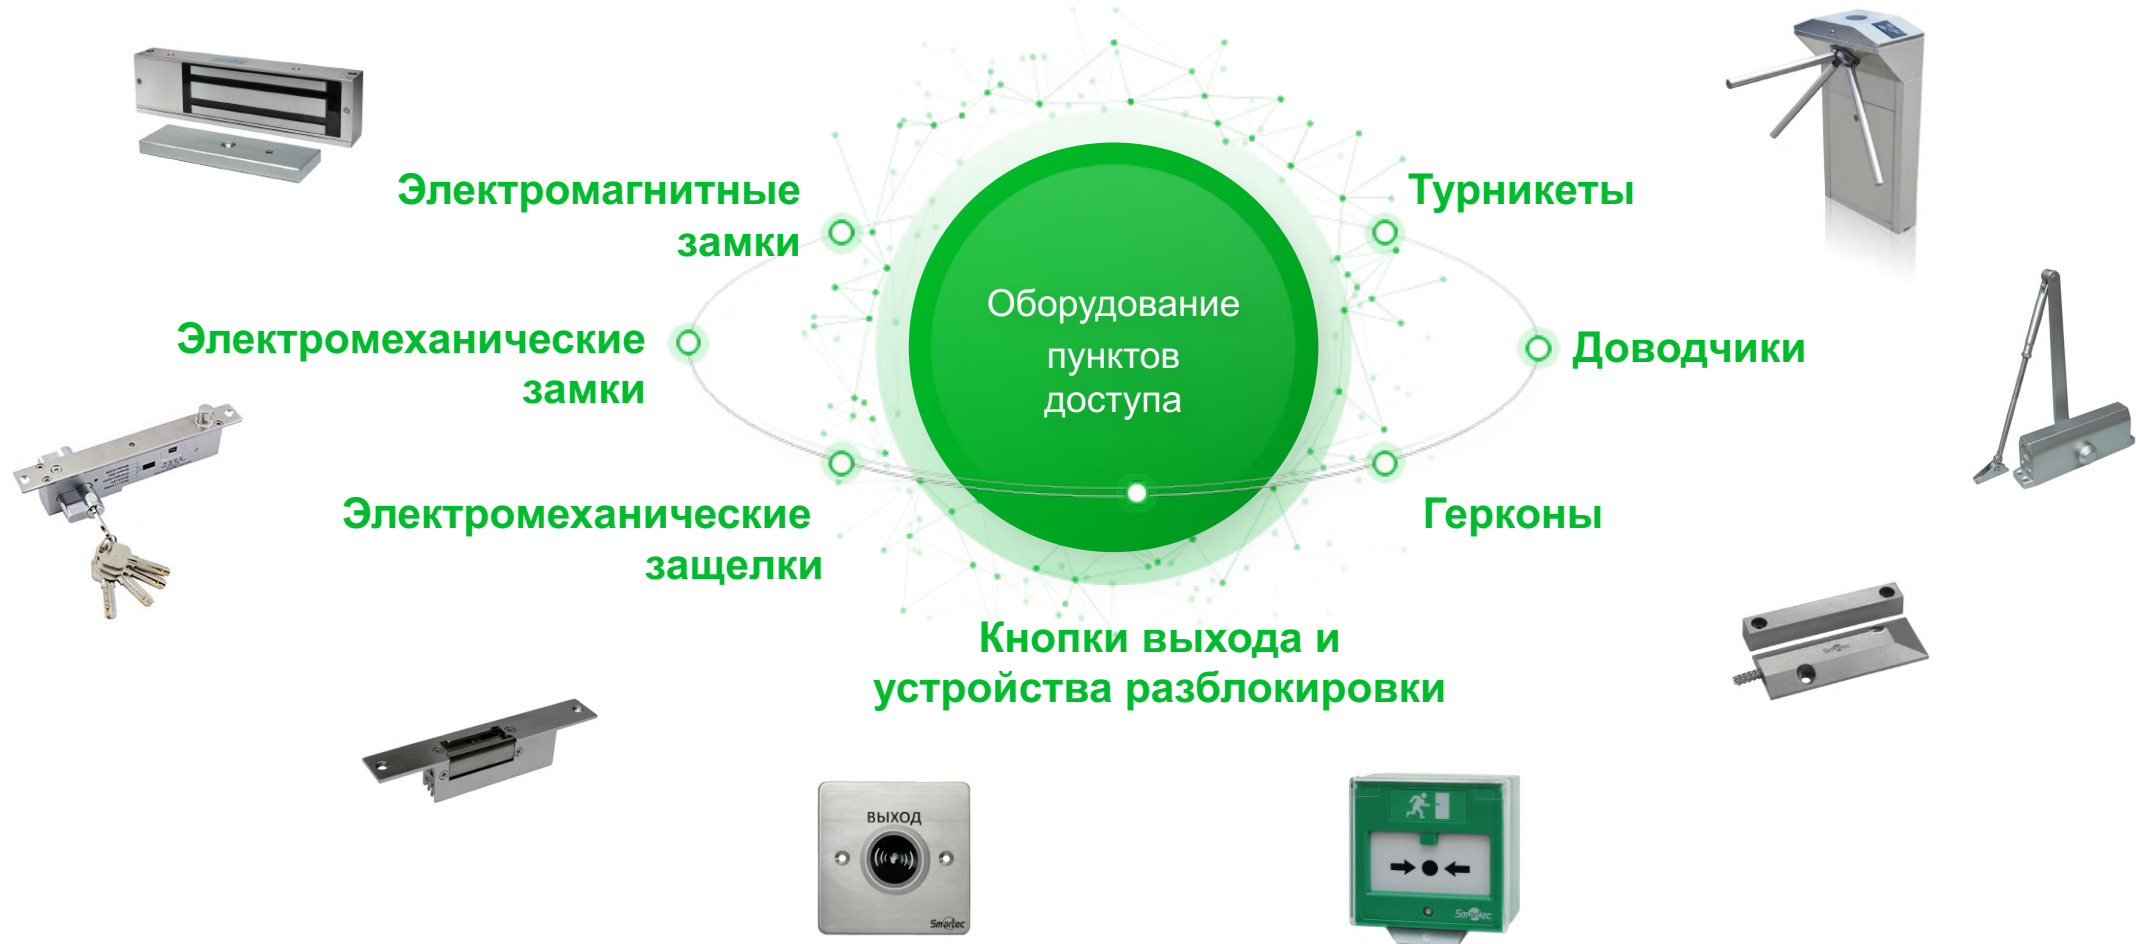 Электромагнитные
замки
Электромеханические
замки
Электромеханические
защелки
Оборудование
пунктов
доступа
Турникеты
Доводчики
Герконы
Кнопки выхода и
устройства разблокировки
ВЫХОД
Smartec
Smartec
Smartec